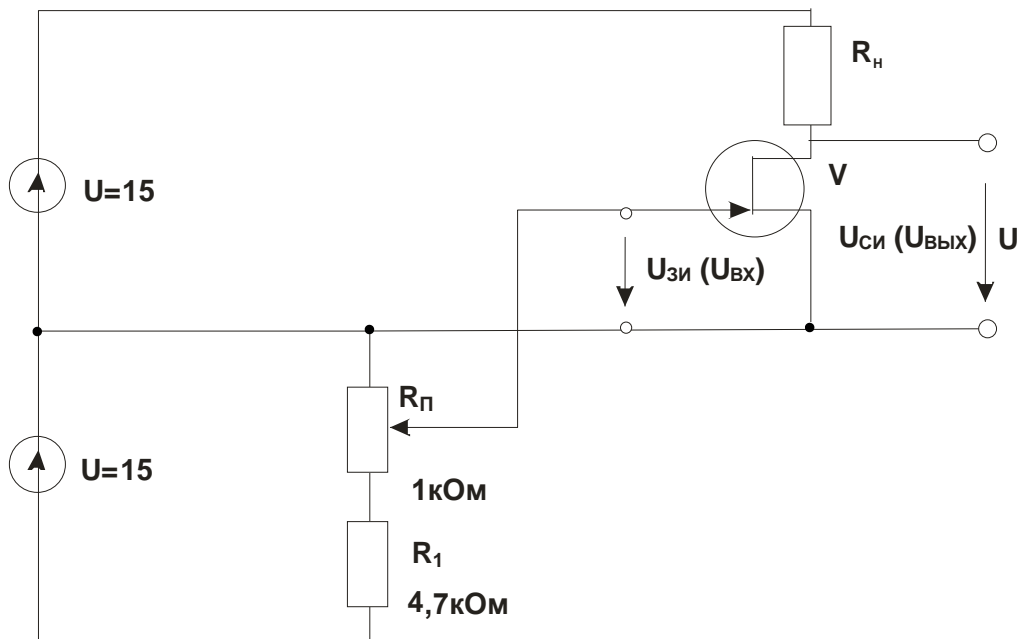 Rн
U=15
V
UСИ (UВЫХ)
U
UЗИ (UВХ)
RП
U=15
1кОм
R1
4,7кОм